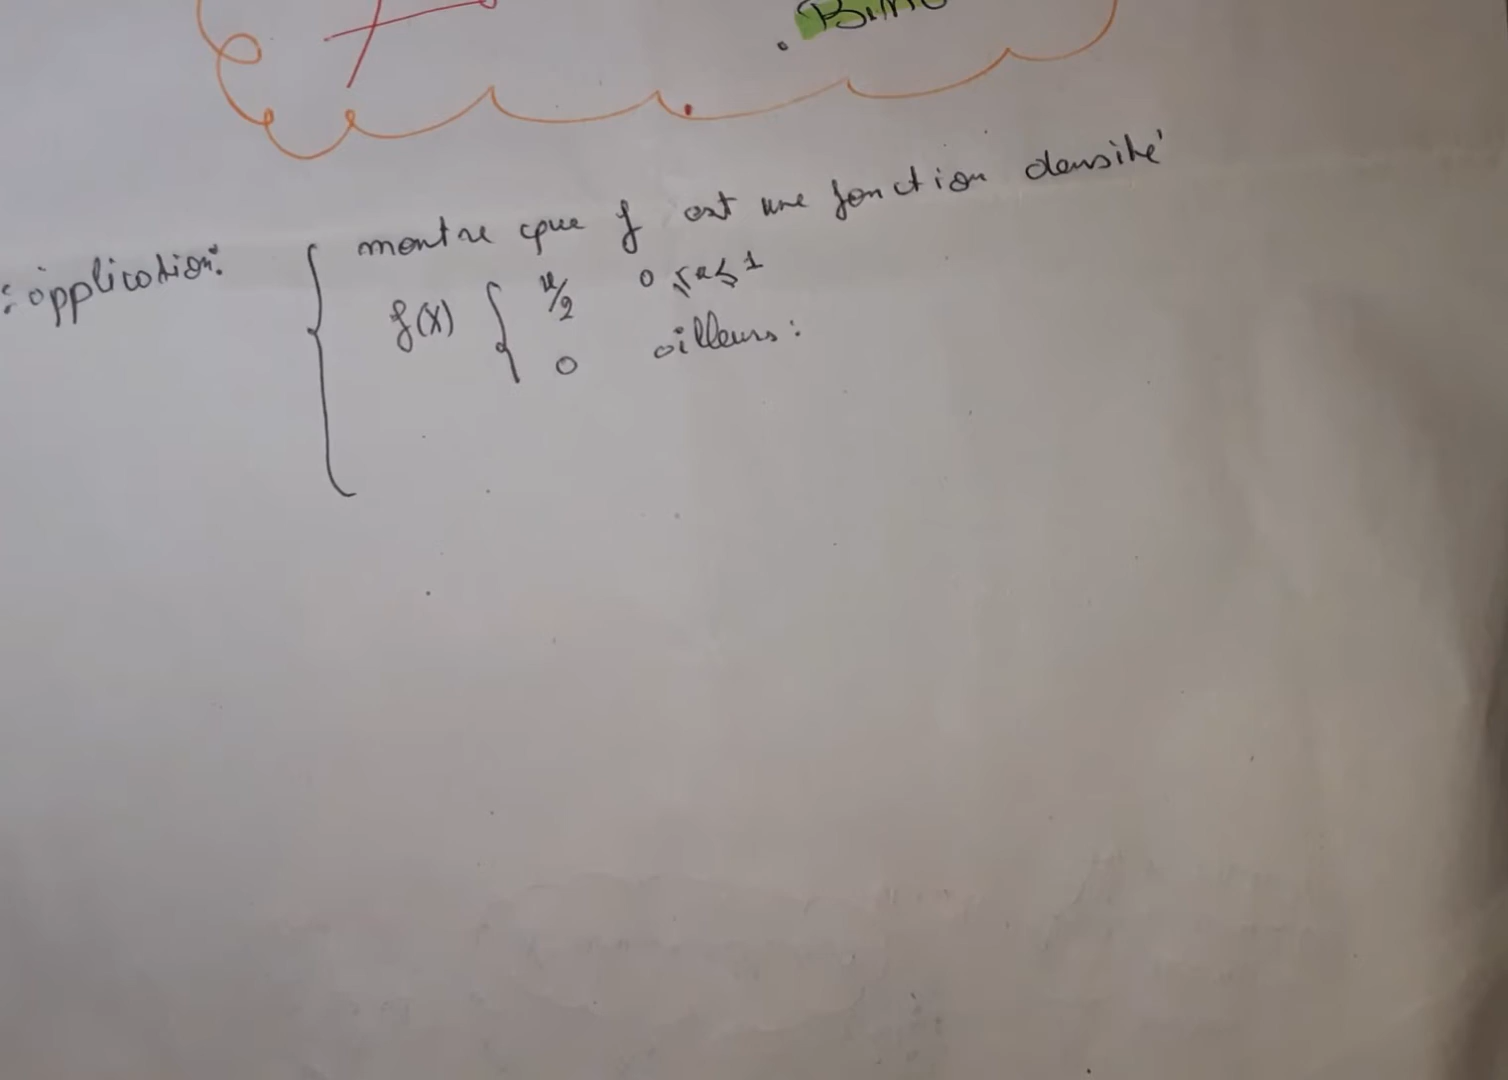 montre que f est une fonction densité
: application:
f(x) { x/2 0 ≤ x ≤ 1
0 ailleurs: